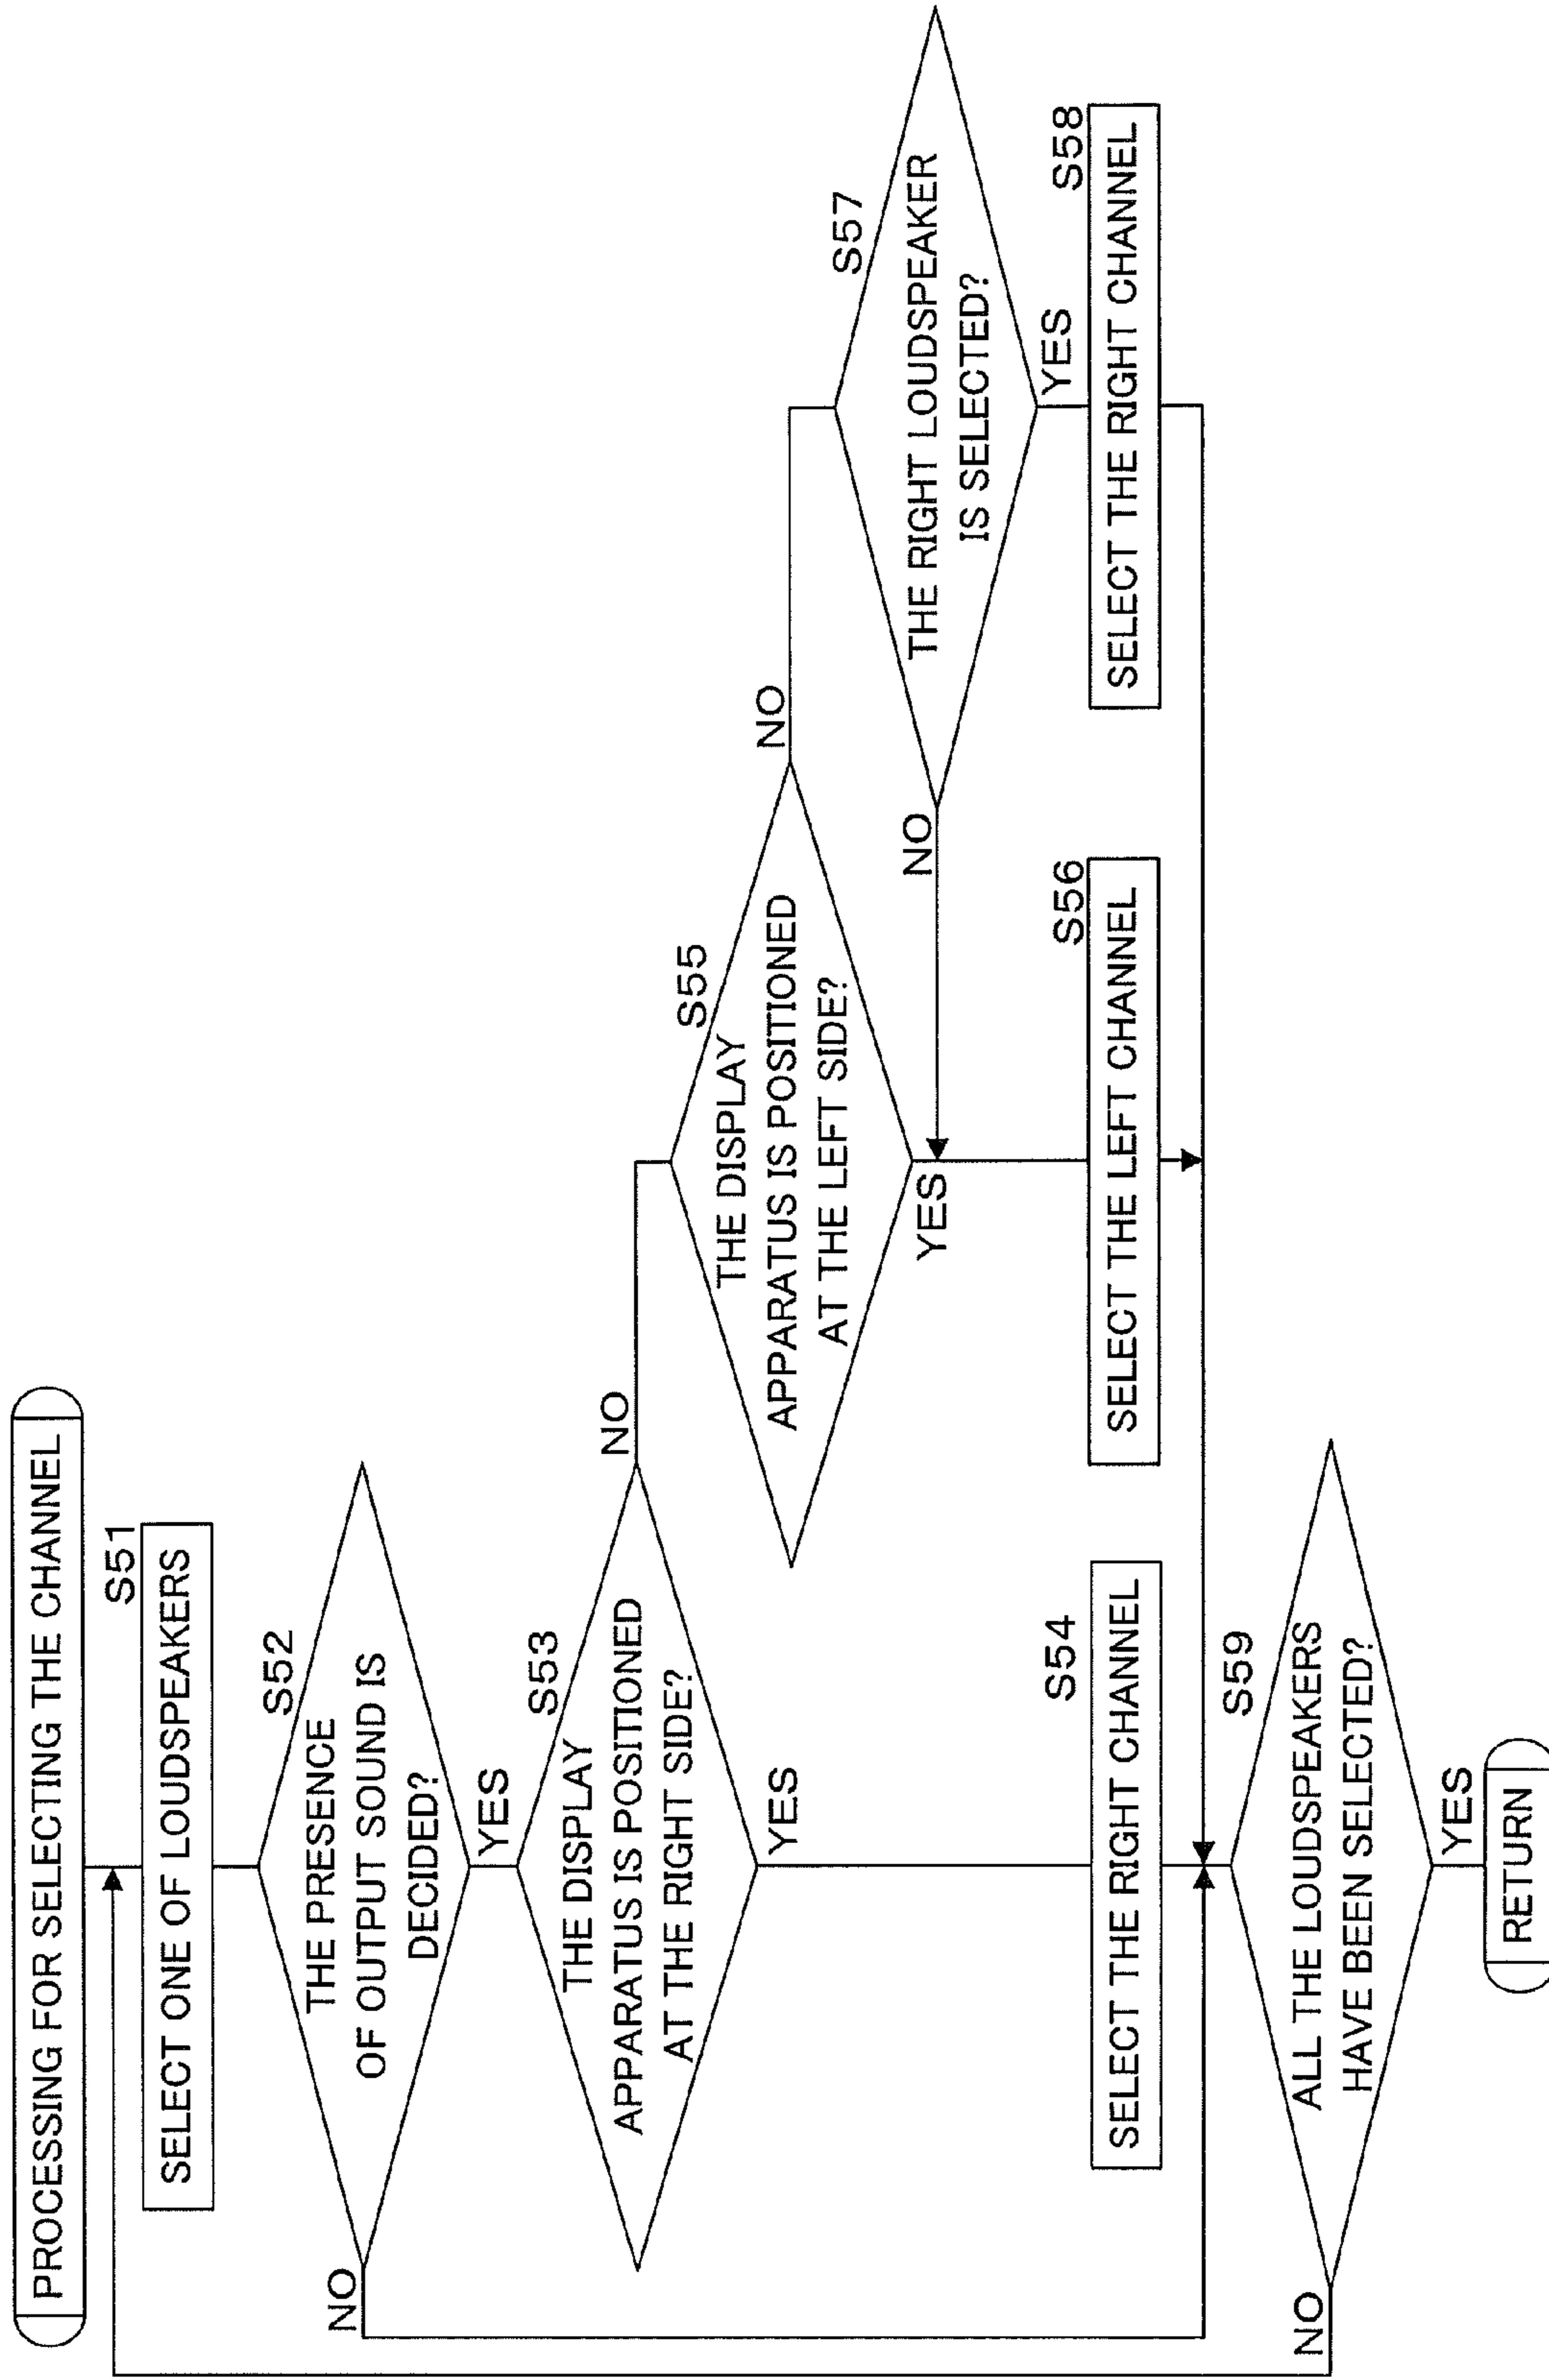 PROCESSING FOR SELECTING THE CHANNEL
S51
SELECT ONE OF LOUDSPEAKERS
S52
THE PRESENCE
OF OUTPUT SOUND IS
DECIDED?
NO
YES
S53
THE DISPLAY
APPARATUS IS POSITIONED
AT THE RIGHT SIDE?
NO
YES
S55
THE DISPLAY
APPARATUS IS POSITIONED
AT THE LEFT SIDE?
NO
YES
S57
THE RIGHT LOUDSPEAKER
IS SELECTED?
NO
YES
S54
SELECT THE RIGHT CHANNEL
S56
SELECT THE LEFT CHANNEL
S58
SELECT THE RIGHT CHANNEL
S59
ALL THE LOUDSPEAKERS
HAVE BEEN SELECTED?
NO
YES
RETURN